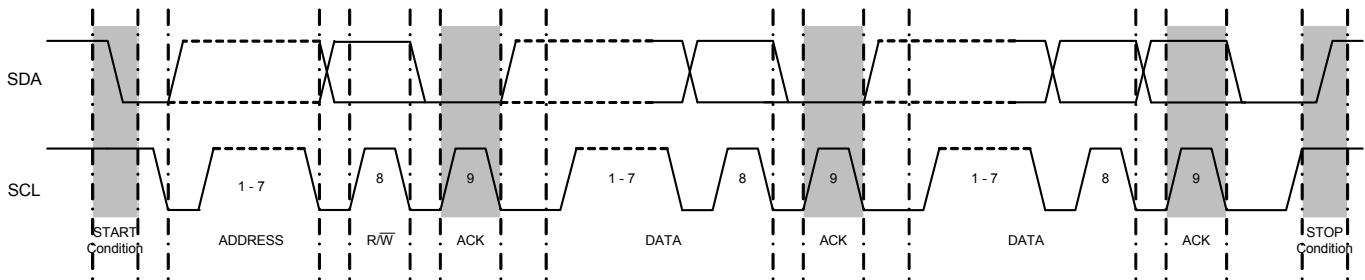 SDA
SCL
1 - 7
8
9
1 - 7
8
9
1 - 7
8
9
START
Condition
ADDRESS
R/W̅
ACK
DATA
ACK
DATA
ACK
STOP
Condition